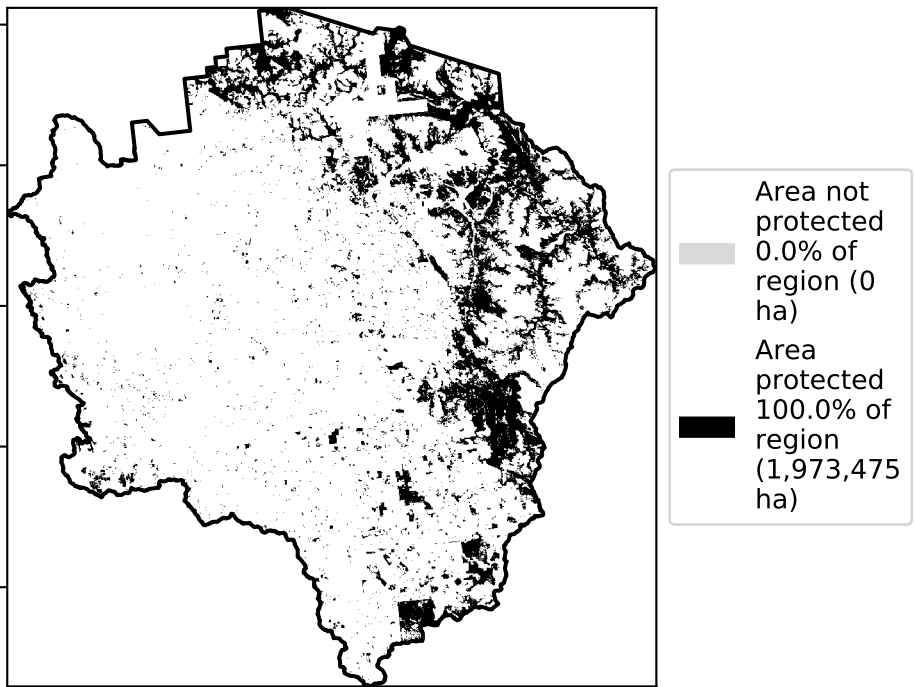 Area not
protected
0.0% of
region (0
ha)
Area
protected
100.0% of
region
(1,973,475
ha)